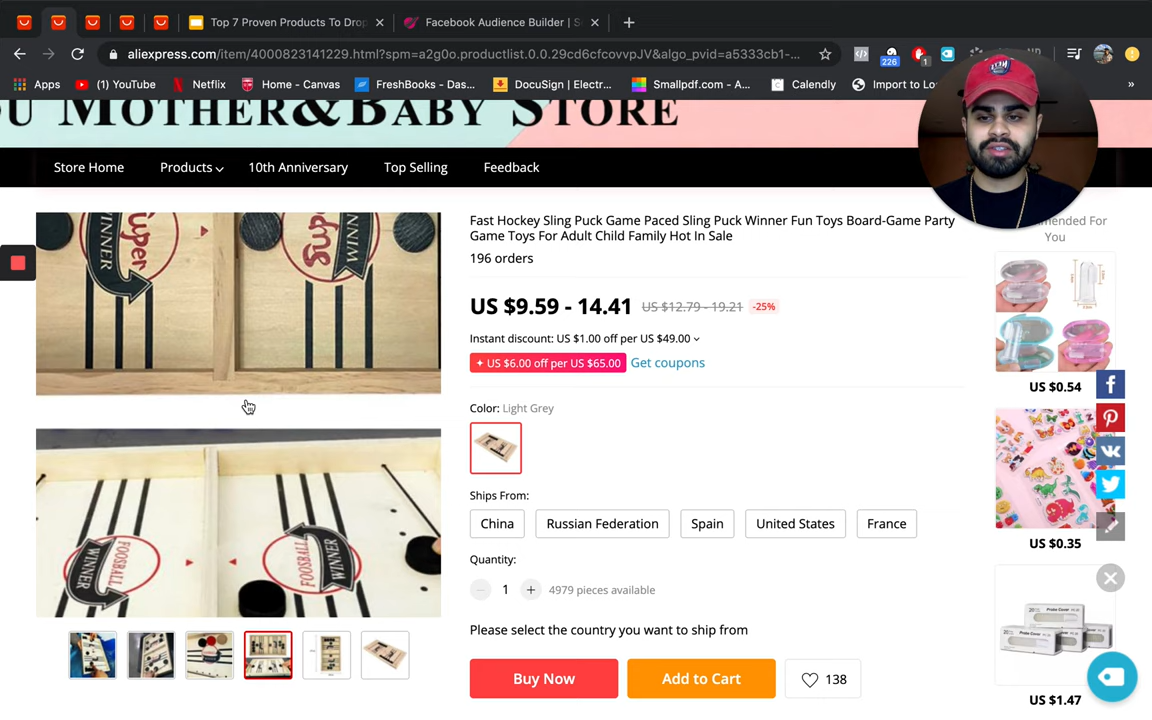 Top 7 Proven Products To Drop
Facebook Audience Builder | S
aliexpress.com/item/4000823141229.html?spm=a2g0o.productlist.0.0.29cd6cfcovvpJV&algo_pvid=a5333cb1-...
226
1
Apps
(1) YouTube
Netflix
Home - Canvas
FreshBooks - Das...
DocuSign | Electr...
Smallpdf.com - A...
Calendly
Import to Lo
»
U MOTHER&BABY STORE
Store Home
Products
10th Anniversary
Top Selling
Feedback
WINNER
Super
WINN
FOOSBALL
WINNER
FOOSBALL
WINNER
Fast Hockey Sling Puck Game Paced Sling Puck Winner Fun Toys Board-Game Party
Game Toys For Adult Child Family Hot In Sale
196 orders
US $9.59 - 14.41 US $12.79 - 19.21 -25%
Instant discount: US $1.00 off per US $49.00
US $6.00 off per US $65.00 Get coupons
Color: Light Grey
Ships From:
China
Russian Federation
Spain
United States
France
Quantity:
1
4979 pieces available
Please select the country you want to ship from
Buy Now
Add to Cart
138
mended For
You
US $0.54
US $0.35
US $1.47